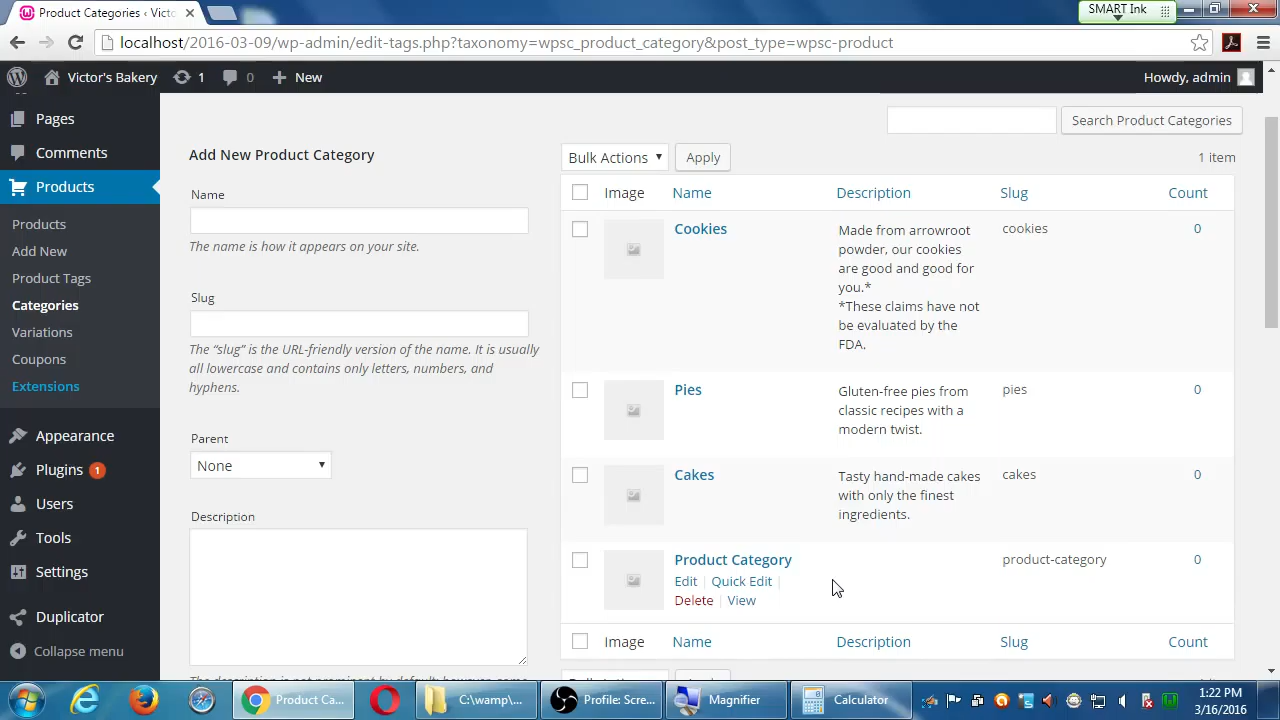 Product Categories ‹ Victo
SMART Ink
localhost/2016-03-09/wp-admin/edit-tags.php?taxonomy=wpsc_product_category&post_type=wpsc-product
Victor's Bakery
1
0
New
Howdy, admin
Pages
Comments
Products
Products
Add New
Product Tags
Categories
Variations
Coupons
Extensions
Appearance
Plugins 1
Users
Tools
Settings
Duplicator
Collapse menu
Search Product Categories
Add New Product Category
Name
The name is how it appears on your site.
Slug
The “slug” is the URL-friendly version of the name. It is usually
all lowercase and contains only letters, numbers, and
hyphens.
Parent
None
Description
Bulk Actions
Apply
1 item
Image Name Description Slug Count
Cookies
Made from arrowroot
powder, our cookies
are good and good for
you.*
*These claims have not
be evaluated by the
FDA.
cookies
0
Pies
Gluten-free pies from
classic recipes with a
modern twist.
pies
0
Cakes
Tasty hand-made cakes
with only the finest
ingredients.
cakes
0
Product Category
Edit | Quick Edit |
Delete | View
product-category
0
Image Name Description Slug Count
Product Ca...
C:\wamp\...
Profile: Scre...
Magnifier
Calculator
1:22 PM
3/16/2016